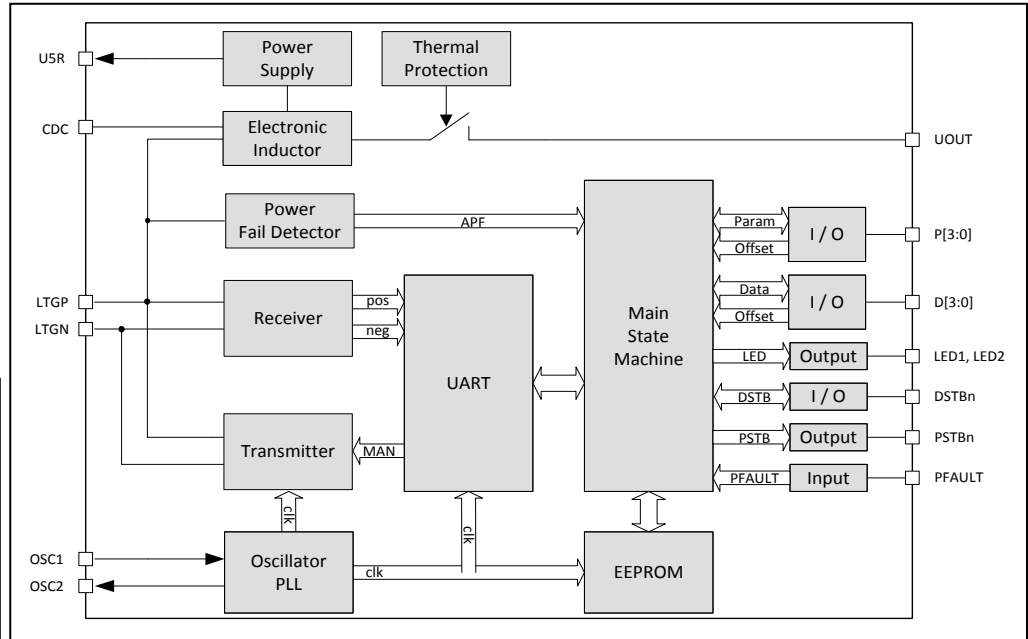 U5R
Power
Supply
Thermal
Protection
CDC
Electronic
Inductor
UOUT
Power
Fail Detector
APF
Param
Offset
I / O
P[3:0]
LTGP
LTGN
Receiver
pos
neg
UART
Main
State
Machine
Data
Offset
I / O
D[3:0]
LED
Output
LED1, LED2
DSTB
I / O
DSTBn
Transmitter
MAN
PSTB
Output
PSTBn
PFAULT
Input
PFAULT
clk
clk
OSC1
OSC2
Oscillator
PLL
clk
EEPROM